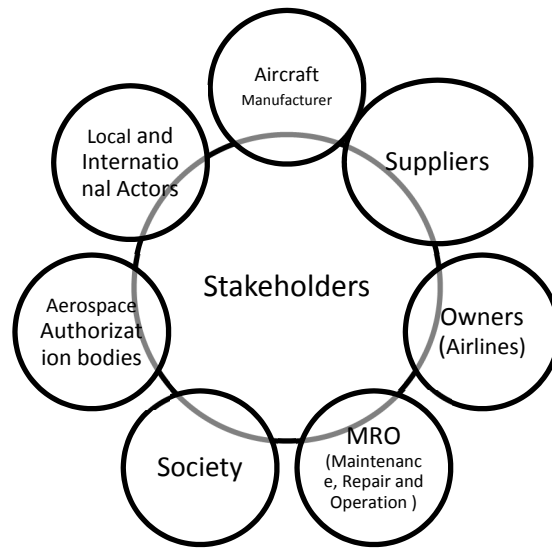 Aircraft
Manufacturer
Suppliers
Local and
Internatio
nal Actors
Stakeholders
Owners
(Airlines)
Aerospace
Authorizat
ion bodies
MRO
(Maintenanc
e, Repair and
Operation )
Society